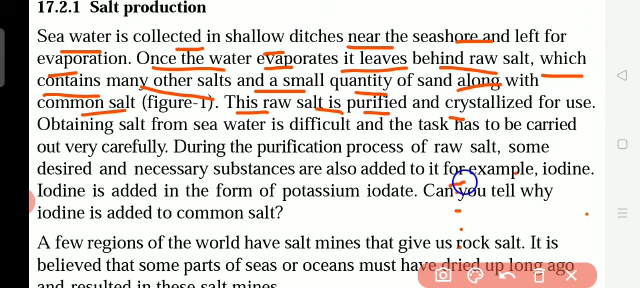 17.2.1 Salt production
Sea water is collected in shallow ditches near the seashore and left for
evaporation. Once the water evaporates it leaves behind raw salt, which
contains many other salts and a small quantity of sand along with
common salt (figure-1). This raw salt is purified and crystallized for use.
Obtaining salt from sea water is difficult and the task has to be carried
out very carefully. During the purification process of raw salt, some
desired and necessary substances are also added to it for example, iodine.
Iodine is added in the form of potassium iodate. Can you tell why
iodine is added to common salt?
A few regions of the world have salt mines that give us rock salt. It is
believed that some parts of seas or oceans must have dried up long ago
and resulted in these salt mines.